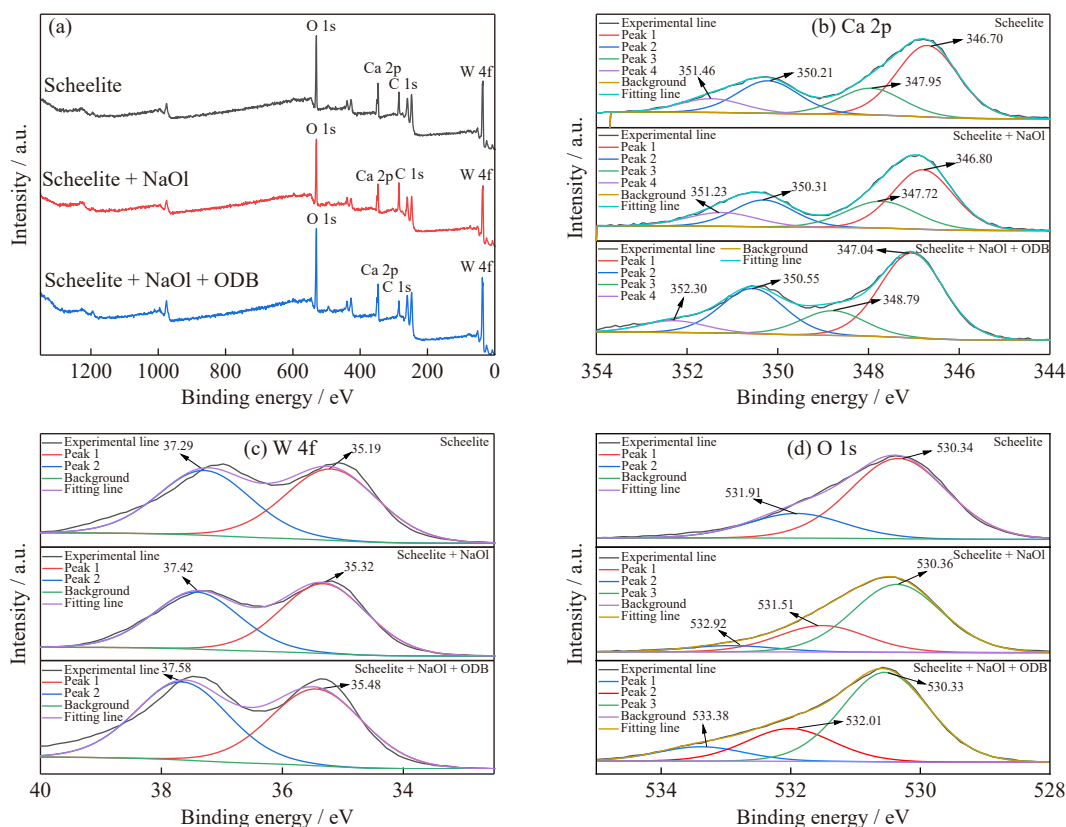 (a)
O 1s
Ca 2p
C 1s
W 4f
Scheelite
O 1s
Ca 2p
C 1s
W 4f
Scheelite + NaOl
O 1s
Ca 2p
C 1s
W 4f
Scheelite + NaOl + ODB
Intensity / a.u.
1200 1000 800 600 400 200 0
Binding energy / eV
(b) Ca 2p
Experimental line
Peak 1
Peak 2
Peak 3
Peak 4
Background
Fitting line
Scheelite
351.46
350.21
347.95
346.70
Experimental line
Peak 1
Peak 2
Peak 3
Peak 4
Background
Fitting line
Scheelite + NaOl
351.23
350.31
347.72
346.80
Experimental line
Peak 1
Peak 2
Peak 3
Peak 4
Background
Fitting line
Scheelite + NaOl + ODB
352.30
350.55
348.79
347.04
Intensity / a.u.
354 352 350 348 346 344
Binding energy / eV
(c) W 4f
Experimental line
Peak 1
Peak 2
Background
Fitting line
Scheelite
37.29
35.19
Experimental line
Peak 1
Peak 2
Background
Fitting line
Scheelite + NaOl
37.42
35.32
Experimental line
Peak 1
Peak 2
Background
Fitting line
Scheelite + NaOl + ODB
37.58
35.48
Intensity / a.u.
40 38 36 34
Binding energy / eV
(d) O 1s
Experimental line
Peak 1
Peak 2
Background
Fitting line
Scheelite
531.91
530.34
Experimental line
Peak 1
Peak 2
Peak 3
Background
Fitting line
Scheelite + NaOl
532.92
531.51
530.36
Experimental line
Peak 1
Peak 2
Peak 3
Background
Fitting line
Scheelite + NaOl + ODB
533.38
532.01
530.33
Intensity / a.u.
534 532 530 528
Binding energy / eV